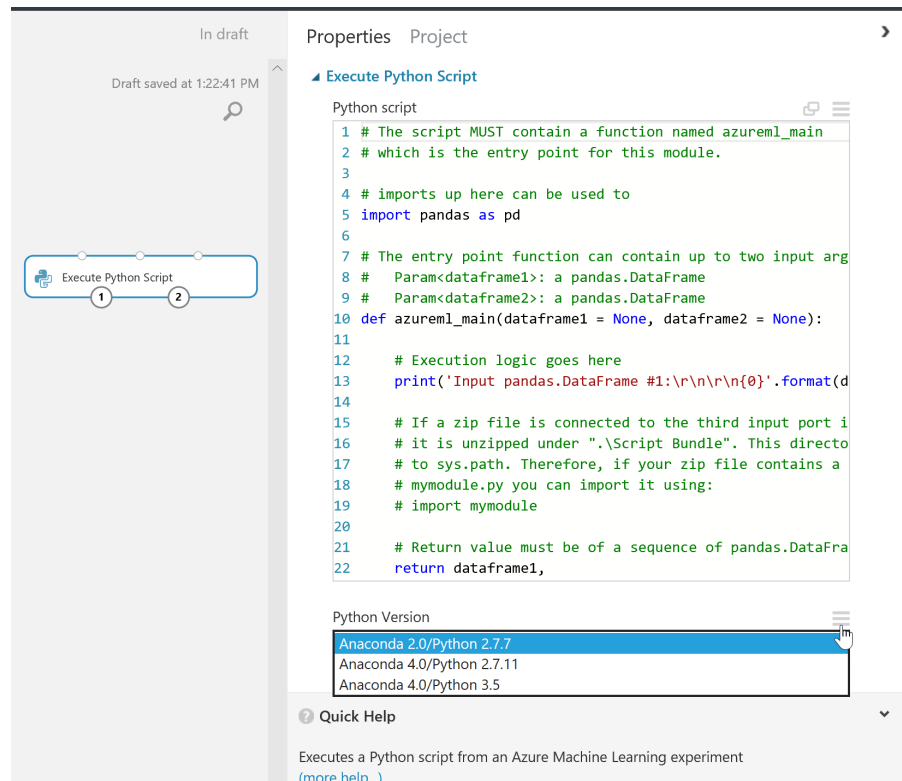 In draft
Draft saved at 1:22:41 PM
Execute Python Script
1 2
Properties Project
Execute Python Script
Python script
1 # The script MUST contain a function named azureml_main
2 # which is the entry point for this module.
3
4 # imports up here can be used to
5 import pandas as pd
6
7 # The entry point function can contain up to two input arg
8 #   Param<dataframe1>: a pandas.DataFrame
9 #   Param<dataframe2>: a pandas.DataFrame
10 def azureml_main(dataframe1 = None, dataframe2 = None):
11
12     # Execution logic goes here
13     print('Input pandas.DataFrame #1:\r\n\r\n{0}'.format(d
14
15     # If a zip file is connected to the third input port i
16     # it is unzipped under ".\Script Bundle". This directo
17     # to sys.path. Therefore, if your zip file contains a
18     # mymodule.py you can import it using:
19     # import mymodule
20
21     # Return value must be of a sequence of pandas.DataFra
22     return dataframe1,
Python Version
Anaconda 2.0/Python 2.7.7
Anaconda 4.0/Python 2.7.11
Anaconda 4.0/Python 3.5
? Quick Help
Executes a Python script from an Azure Machine Learning experiment
(more help...)